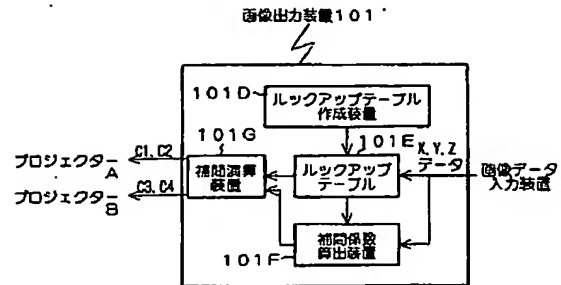 画像出力装置101
101D
ルックアップテーブル
作成装置
101G
101E
X, Y, Z
データ
プロジェクター
A
C1, C2
補間演算
装置
ルックアップ
テーブル
画像データ
入力装置
プロジェクター
B
C3, C4
補間係数
算出装置
101F